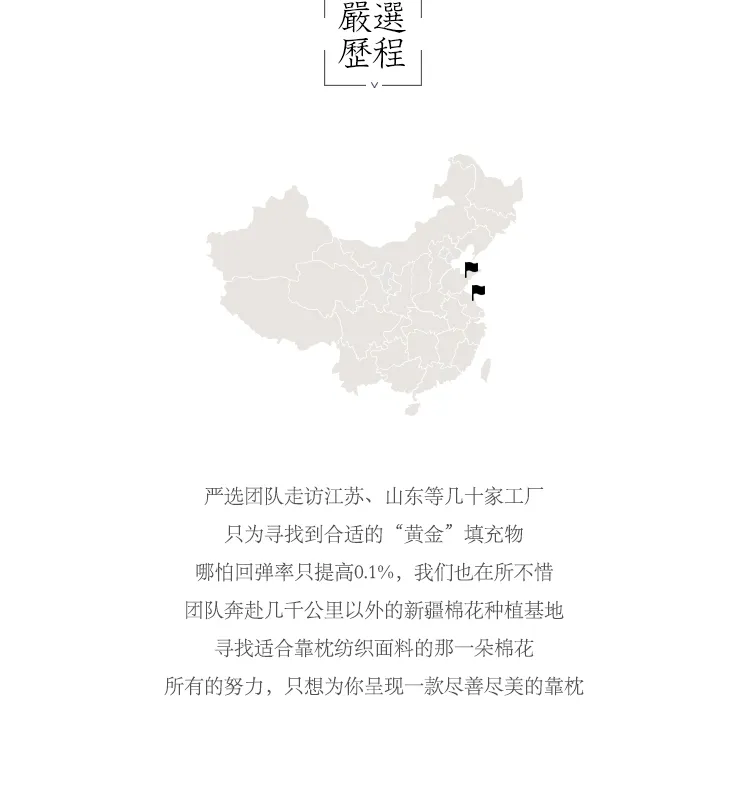 嚴選
歷程
严选团队走访江苏、山东等几十家工厂
只为寻找到合适的“黄金”填充物
哪怕回弹率只提高0.1%，我们也在所不惜
团队奔赴几千公里以外的新疆棉花种植基地
寻找适合靠枕纺织面料的那一朵棉花
所有的努力，只想为你呈现一款尽善尽美的靠枕